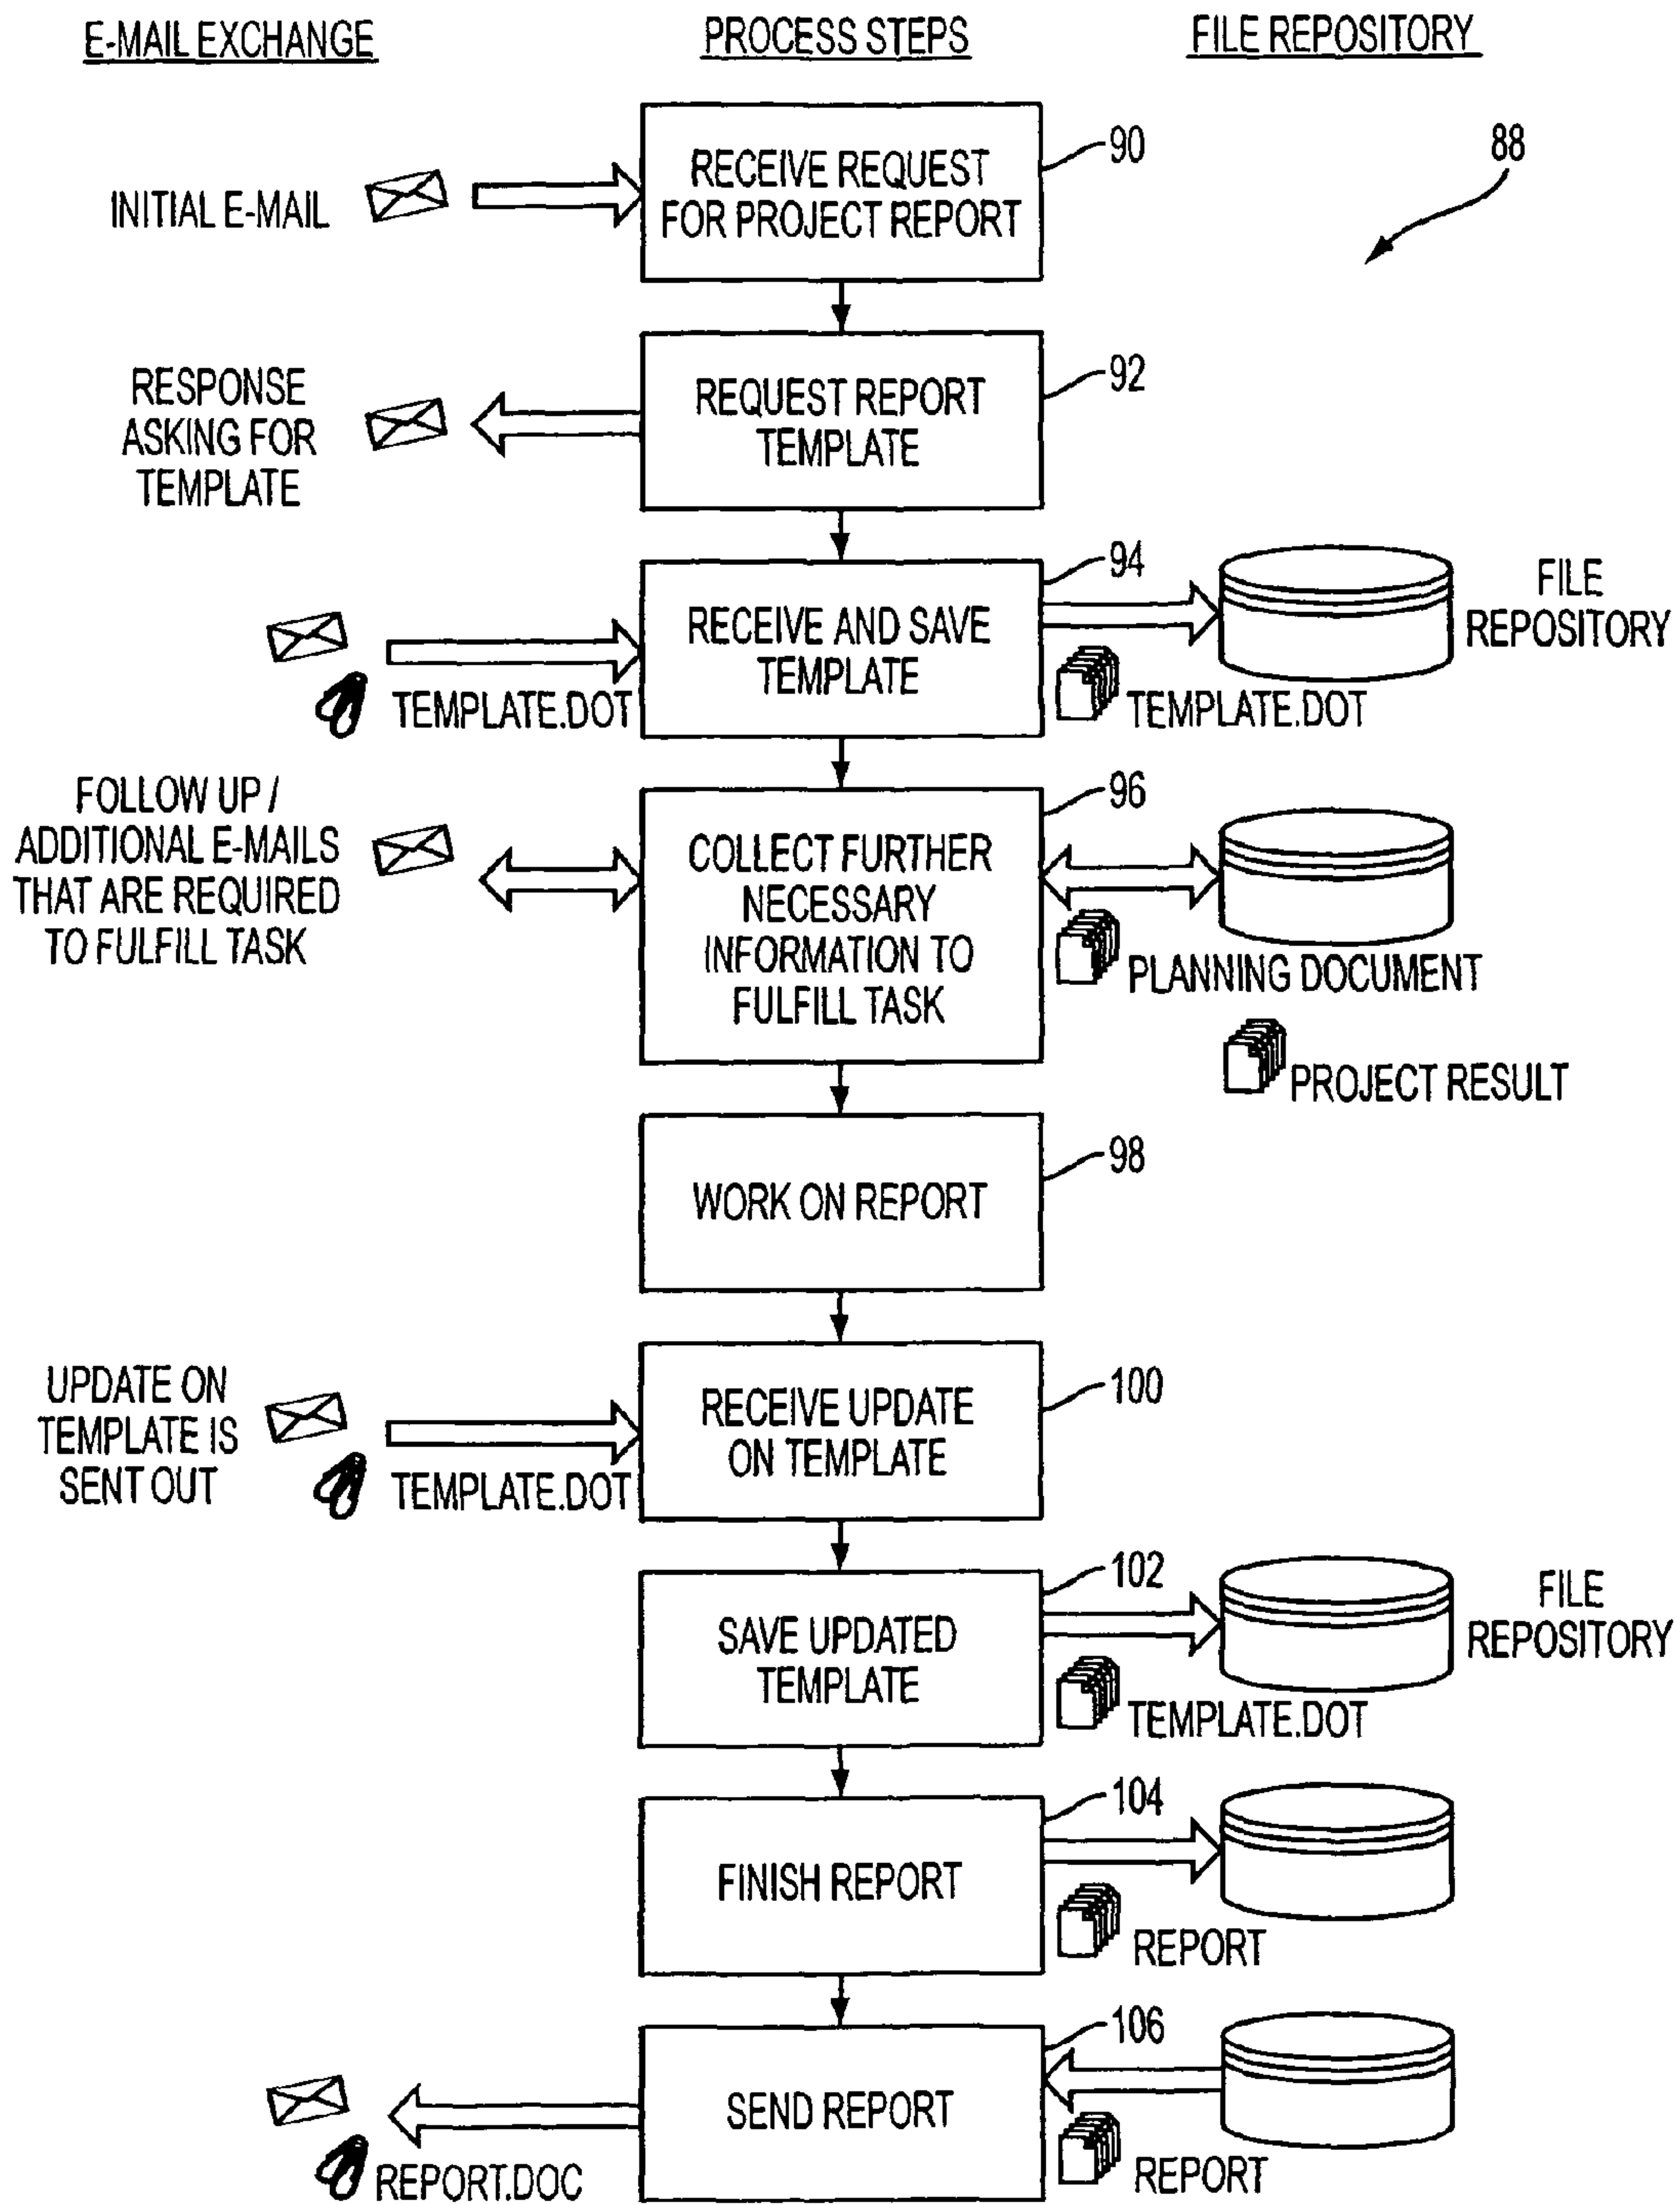 E-MAIL EXCHANGE
PROCESS STEPS
FILE REPOSITORY
88
INITIAL E-MAIL
RECEIVE REQUEST
FOR PROJECT REPORT
90
RESPONSE
ASKING FOR
TEMPLATE
REQUEST REPORT
TEMPLATE
92
TEMPLATE.DOT
RECEIVE AND SAVE
TEMPLATE
94
TEMPLATE.DOT
FILE
REPOSITORY
FOLLOW UP /
ADDITIONAL E-MAILS
THAT ARE REQUIRED
TO FULFILL TASK
COLLECT FURTHER
NECESSARY
INFORMATION TO
FULFILL TASK
96
PLANNING DOCUMENT
PROJECT RESULT
WORK ON REPORT
98
UPDATE ON
TEMPLATE IS
SENT OUT
TEMPLATE.DOT
RECEIVE UPDATE
ON TEMPLATE
100
SAVE UPDATED
TEMPLATE
102
TEMPLATE.DOT
FILE
REPOSITORY
FINISH REPORT
104
REPORT
REPORT.DOC
SEND REPORT
106
REPORT